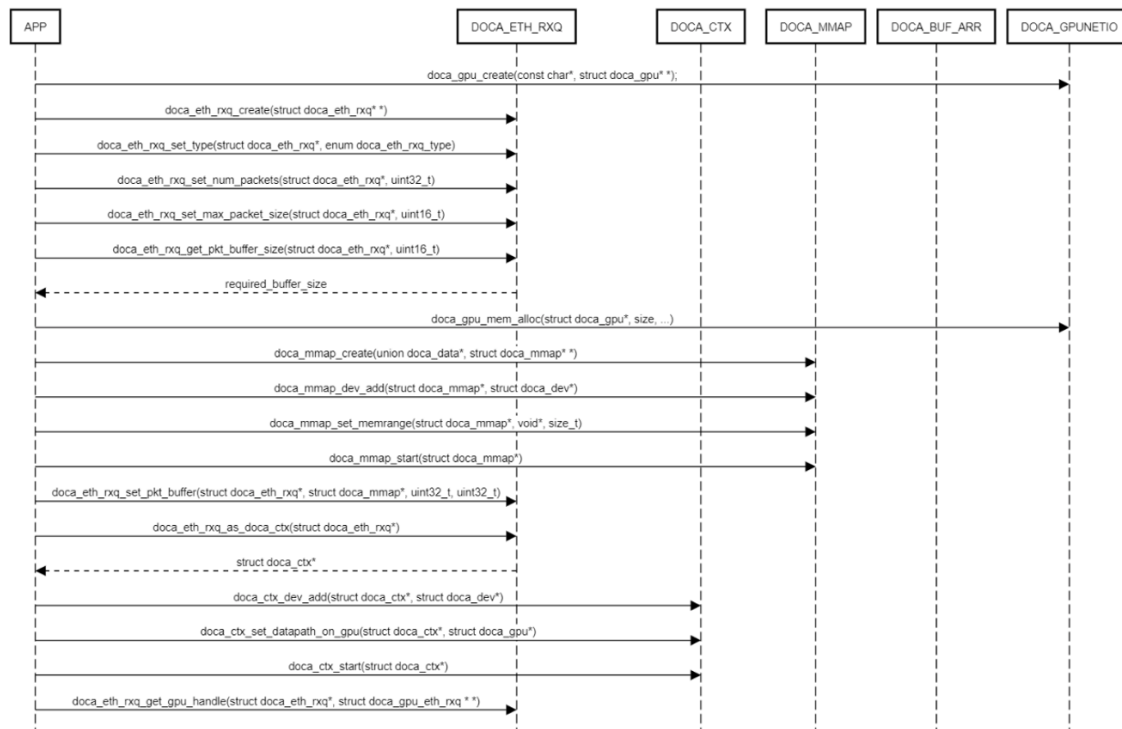 APP
DOCA_ETH_RXQ
DOCA_CTX
DOCA_MMAP
DOCA_BUF_ARR
DOCA_GPUNETIO
doca_gpu_create(const char*, struct doca_gpu* *);
doca_eth_rxq_create(struct doca_eth_rxq* *)
doca_eth_rxq_set_type(struct doca_eth_rxq*, enum doca_eth_rxq_type)
doca_eth_rxq_set_num_packets(struct doca_eth_rxq*, uint32_t)
doca_eth_rxq_set_max_packet_size(struct doca_eth_rxq*, uint16_t)
doca_eth_rxq_get_pkt_buffer_size(struct doca_eth_rxq*, uint16_t)
required_buffer_size
doca_gpu_mem_alloc(struct doca_gpu*, size, ...)
doca_mmap_create(union doca_data*, struct doca_mmap* *)
doca_mmap_dev_add(struct doca_mmap*, struct doca_dev*)
doca_mmap_set_memrange(struct doca_mmap*, void*, size_t)
doca_mmap_start(struct doca_mmap*)
doca_eth_rxq_set_pkt_buffer(struct doca_eth_rxq*, struct doca_mmap*, uint32_t, uint32_t)
doca_eth_rxq_as_doca_ctx(struct doca_eth_rxq*)
struct doca_ctx*
doca_ctx_dev_add(struct doca_ctx*, struct doca_dev*)
doca_ctx_set_datapath_on_gpu(struct doca_ctx*, struct doca_gpu*)
doca_ctx_start(struct doca_ctx*)
doca_eth_rxq_get_gpu_handle(struct doca_eth_rxq*, struct doca_gpu_eth_rxq * *)